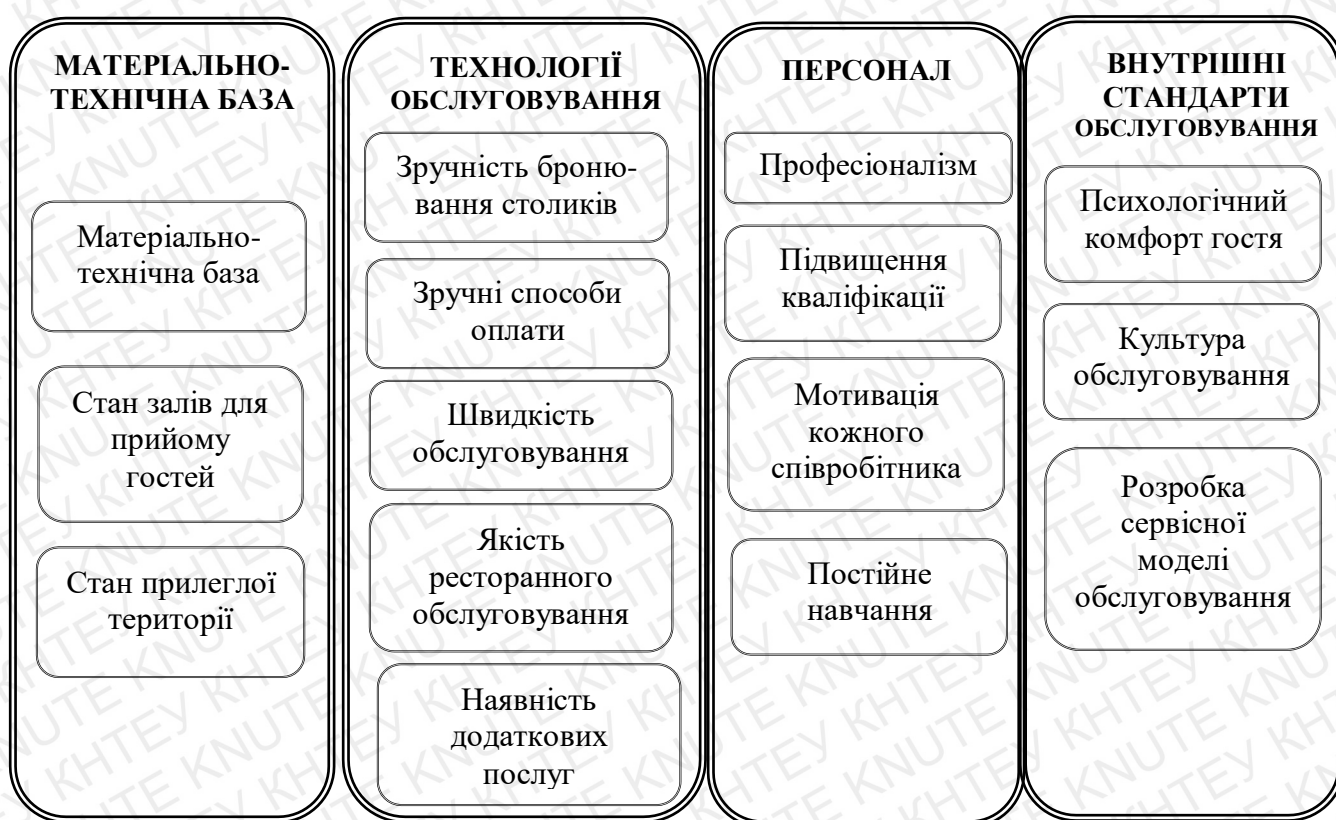 МАТЕРІАЛЬНО-
ТЕХНІЧНА БАЗА
Матеріально-
технічна база
Стан залів для
прийому
гостей
Стан прилеглої
території
ТЕХНОЛОГІЇ
ОБСЛУГОВУВАННЯ
Зручність броню-
вання столиків
Зручні способи
оплати
Швидкість
обслуговування
Якість
ресторанного
обслуговування
Наявність
додаткових
послуг
ПЕРСОНАЛ
Професіоналізм
Підвищення
кваліфікації
Мотивація
кожного
співробітника
Постійне
навчання
ВНУТРІШНІ
СТАНДАРТИ
ОБСЛУГОВУВАННЯ
Психологічний
комфорт гостя
Культура
обслуговування
Розробка
сервісної
моделі
обслуговування